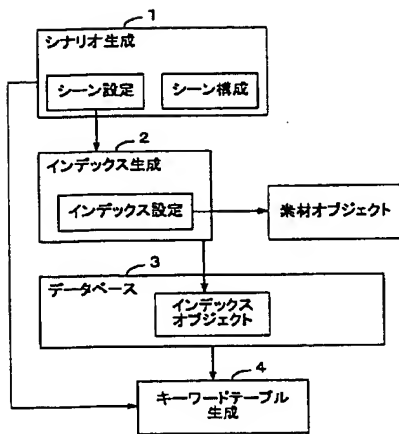 1
シナリオ生成
シーン設定
シーン構成
2
インデックス生成
インデックス設定
素材オブジェクト
3
データベース
インデックス
オブジェクト
4
キーワードテーブル
生成